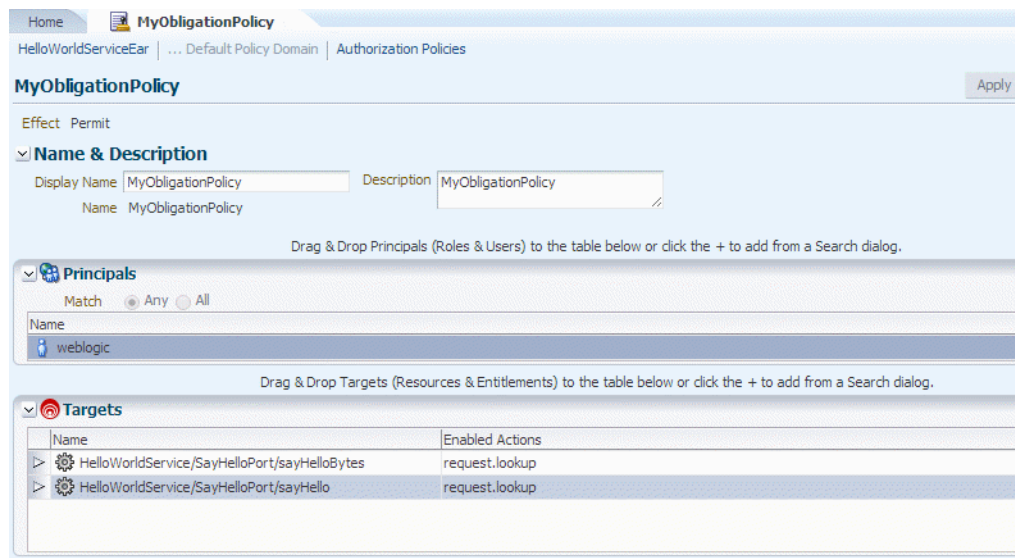 Home MyObligationPolicy
HelloWorldServiceEar | ... Default Policy Domain | Authorization Policies
MyObligationPolicy Apply
Effect Permit
Name & Description
Display Name MyObligationPolicy Description MyObligationPolicy
Name MyObligationPolicy
Drag & Drop Principals (Roles & Users) to the table below or click the + to add from a Search dialog.
Principals
Match Any All
Name
weblogic
Drag & Drop Targets (Resources & Entitlements) to the table below or click the + to add from a Search dialog.
Targets
Name Enabled Actions
HelloWorldService/SayHelloPort/sayHelloBytes request.lookup
HelloWorldService/SayHelloPort/sayHello request.lookup